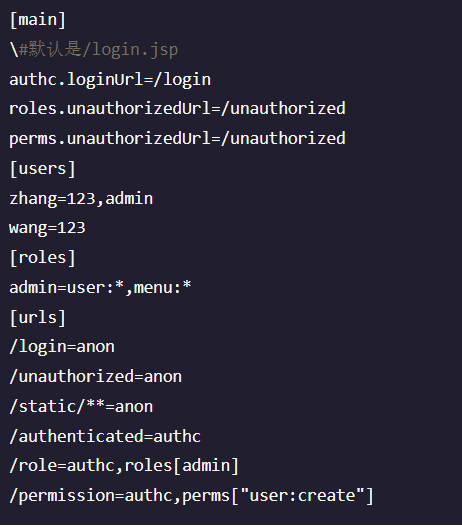 [main]
\#默认是/login.jsp
authc.loginUrl=/login
roles.unauthorizedUrl=/unauthorized
perms.unauthorizedUrl=/unauthorized
[users]
zhang=123,admin
wang=123
[roles]
admin=user:*,menu:*
[urls]
/login=anon
/unauthorized=anon
/static/**=anon
/authenticated=authc
/role=authc,roles[admin]
/permission=authc,perms["user:create"]